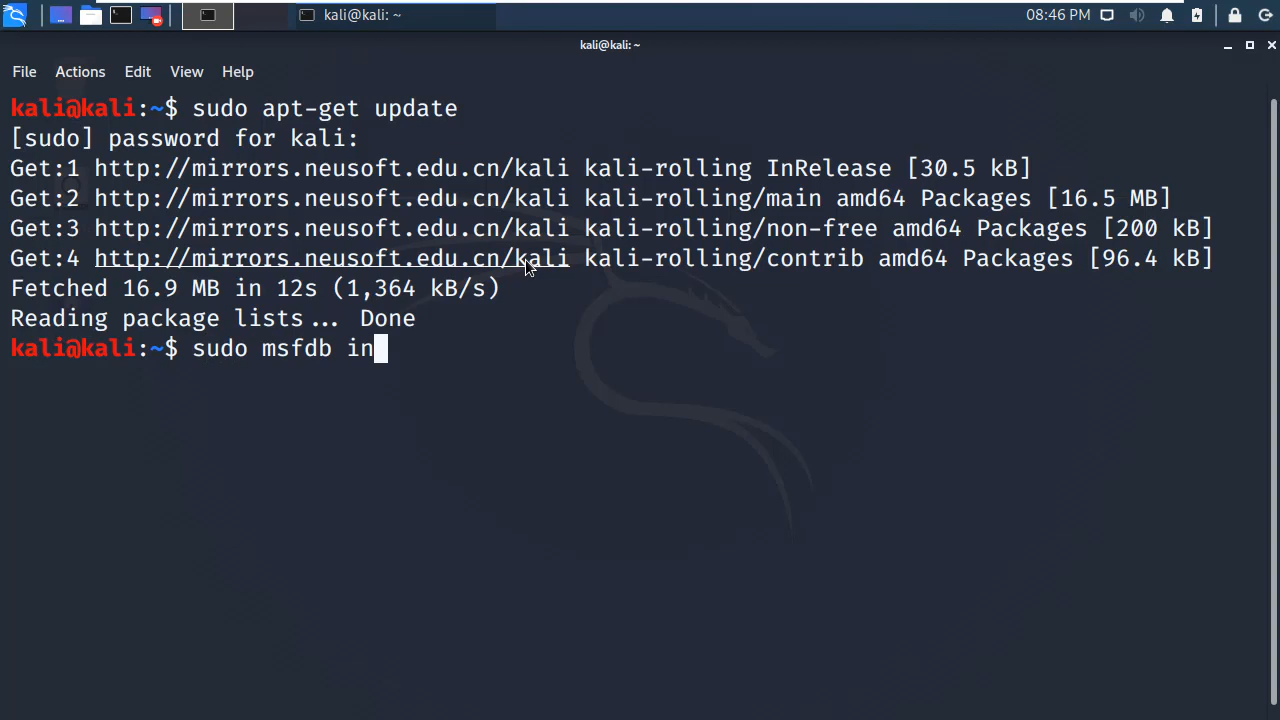 kali@kali: ~
08:46 PM
kali@kali: ~
File Actions Edit View Help
kali@kali:~$ sudo apt-get update
[sudo] password for kali:
Get:1 http://mirrors.neusoft.edu.cn/kali kali-rolling InRelease [30.5 kB]
Get:2 http://mirrors.neusoft.edu.cn/kali kali-rolling/main amd64 Packages [16.5 MB]
Get:3 http://mirrors.neusoft.edu.cn/kali kali-rolling/non-free amd64 Packages [200 kB]
Get:4 http://mirrors.neusoft.edu.cn/kali kali-rolling/contrib amd64 Packages [96.4 kB]
Fetched 16.9 MB in 12s (1,364 kB/s)
Reading package lists... Done
kali@kali:~$ sudo msfdb in